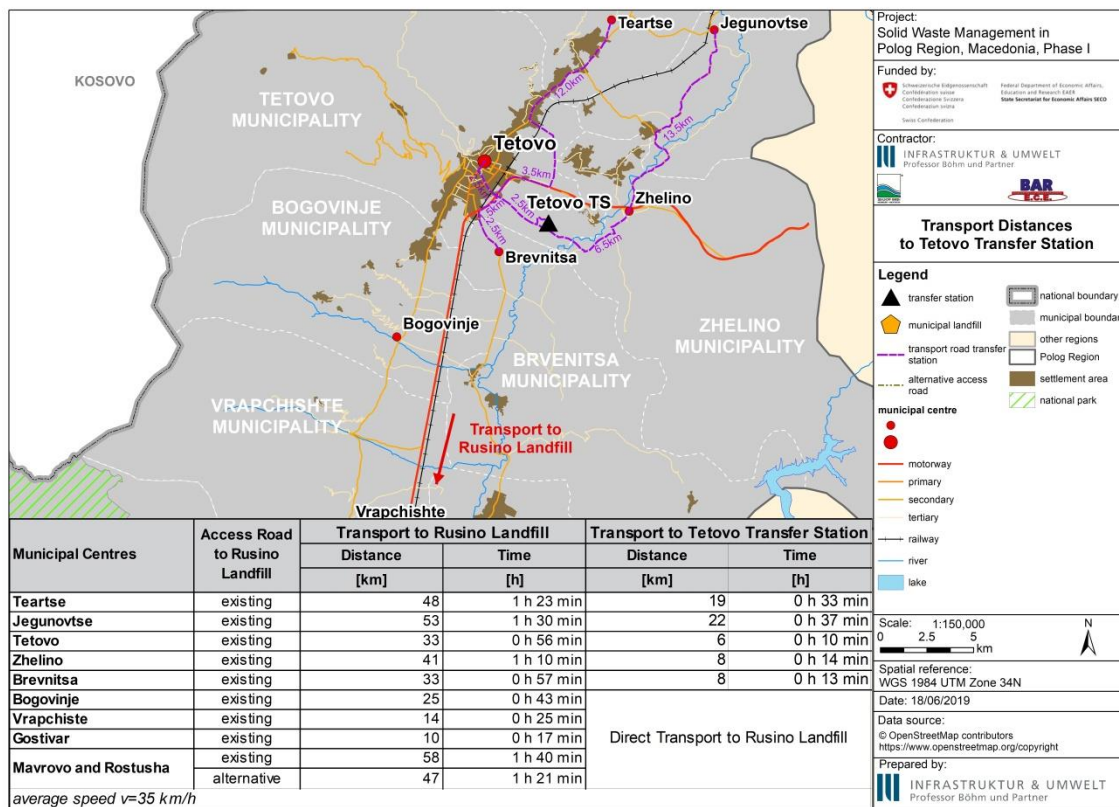 KOSOVO
TETOVO
MUNICIPALITY
BOGOVINJE
MUNICIPALITY
VRAPCHISHTE
MUNICIPALITY
BRVENITSA
MUNICIPALITY
ZHELINO
MUNICIPALITY
Teartse
Jegunovtse
12.0km
13.5km
Tetovo
3.5km
2.5km
Tetovo TS
Zhelino
6.5km
2.5km
Brevnitsa
Bogovinje
Transport to
Rusino Landfill
Vrapchishte
Municipal Centres
Access Road
to Rusino
Landfill
Transport to Rusino Landfill
Transport to Tetovo Transfer Station
Distance Time Distance Time
[km] [h] [km] [h]
Teartse existing 48 1 h 23 min 19 0 h 33 min
Jegunovtse existing 53 1 h 30 min 22 0 h 37 min
Tetovo existing 33 0 h 56 min 6 0 h 10 min
Zhelino existing 41 1 h 10 min 8 0 h 14 min
Brevnitsa existing 33 0 h 57 min 8 0 h 13 min
Bogovinje existing 25 0 h 43 min
Vrapchiste existing 14 0 h 25 min
Gostivar existing 10 0 h 17 min
Direct Transport to Rusino Landfill
Mavrovo and Rostusha existing 58 1 h 40 min
alternative 47 1 h 21 min
average speed v=35 km/h
Project:
Solid Waste Management in
Polog Region, Macedonia, Phase I
Funded by:
Schweizerische Eidgenossenschaft
Confédération suisse
Confederazione Svizzera
Confederaziun svizra
Swiss Confederation
Federal Department of Economic Affairs,
Education and Research EAER
State Secretariat for Economic Affairs SECO
Contractor:
INFRASTRUKTUR & UMWELT
Professor Böhm und Partner
BAR
E.C.E.
Transport Distances
to Tetovo Transfer Station
Legend
transfer station
municipal landfill
transport road transfer
station
alternative access
road
municipal centre
motorway
primary
secondary
tertiary
railway
river
lake
national boundary
municipal boundar
other regions
Polog Region
settlement area
national park
Scale: 1:150,000
0 2.5 5
km
N
Spatial reference:
WGS 1984 UTM Zone 34N
Date: 18/06/2019
Data source:
© OpenStreetMap contributors
https://www.openstreetmap.org/copyright
Prepared by:
INFRASTRUKTUR & UMWELT
Professor Böhm und Partner